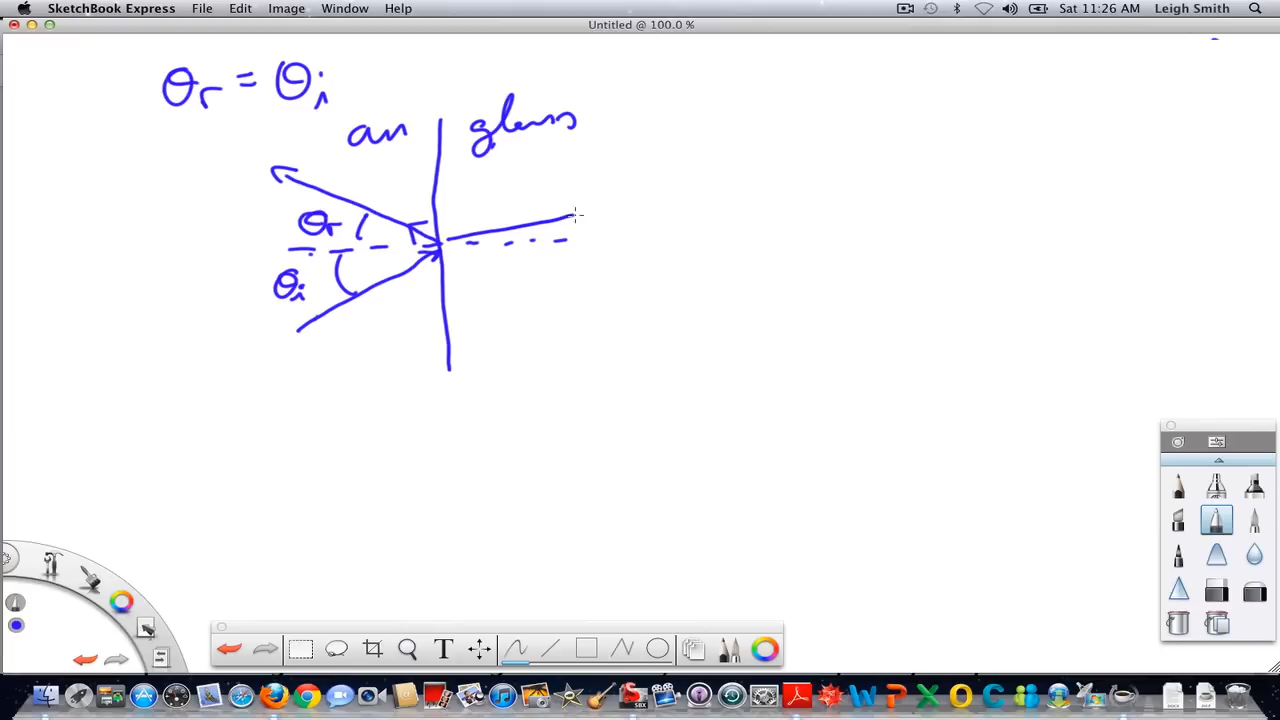 SketchBook Express File Edit Image Window Help Sat 11:26 AM Leigh Smith
Untitled @ 100.0 %
θr = θi
air glass
θr
θi